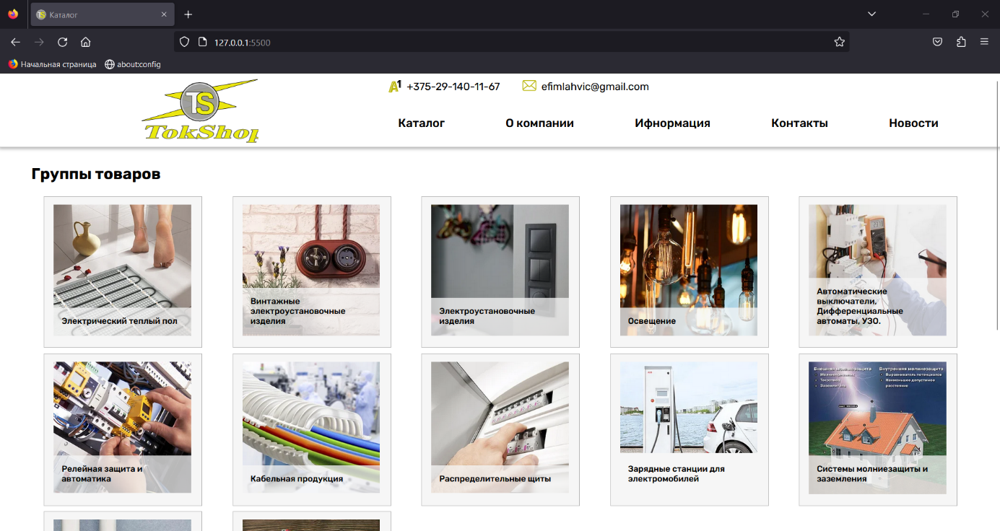 Каталог
127.0.0.1:5500
Начальная страница about:config
TS
TokShop
A1 +375-29-140-11-67 efimlahvic@gmail.com
Каталог О компании Ифнормация Контакты Новости
Группы товаров
Электрический теплый пол
Винтажные
электроустановочные
изделия
Электроустановочные
изделия
Освещение
Автоматические
выключатели,
Дифференциальные
автоматы, УЗО.
Релейная защита и
автоматика
Кабельная продукция
Распределительные щиты
Зарядные станции для
электромобилей
Внешняя молниезащита
Внутренняя молниезащита
Выравниватель потенциалов
Наименьшее допустимое
расстояние
Системы молниезащиты и
заземления